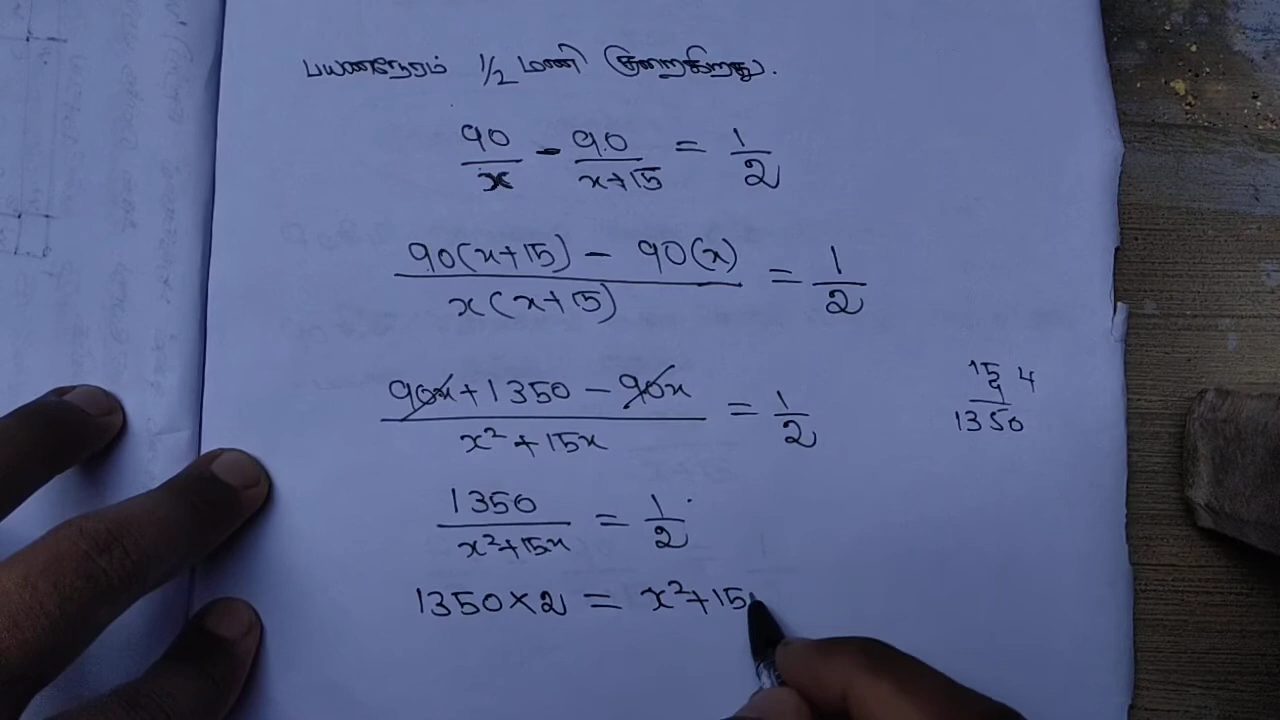 பயணநேரம் 1/2 மணி குறைகிறது.
90/x - 90/x+15 = 1/2
90(x+15) - 90(x) / x(x+15) = 1/2
90x+1350-90x / x²+15x = 1/2
15 4
9
1350
1350 / x²+15x = 1/2
1350×2 = x²+15